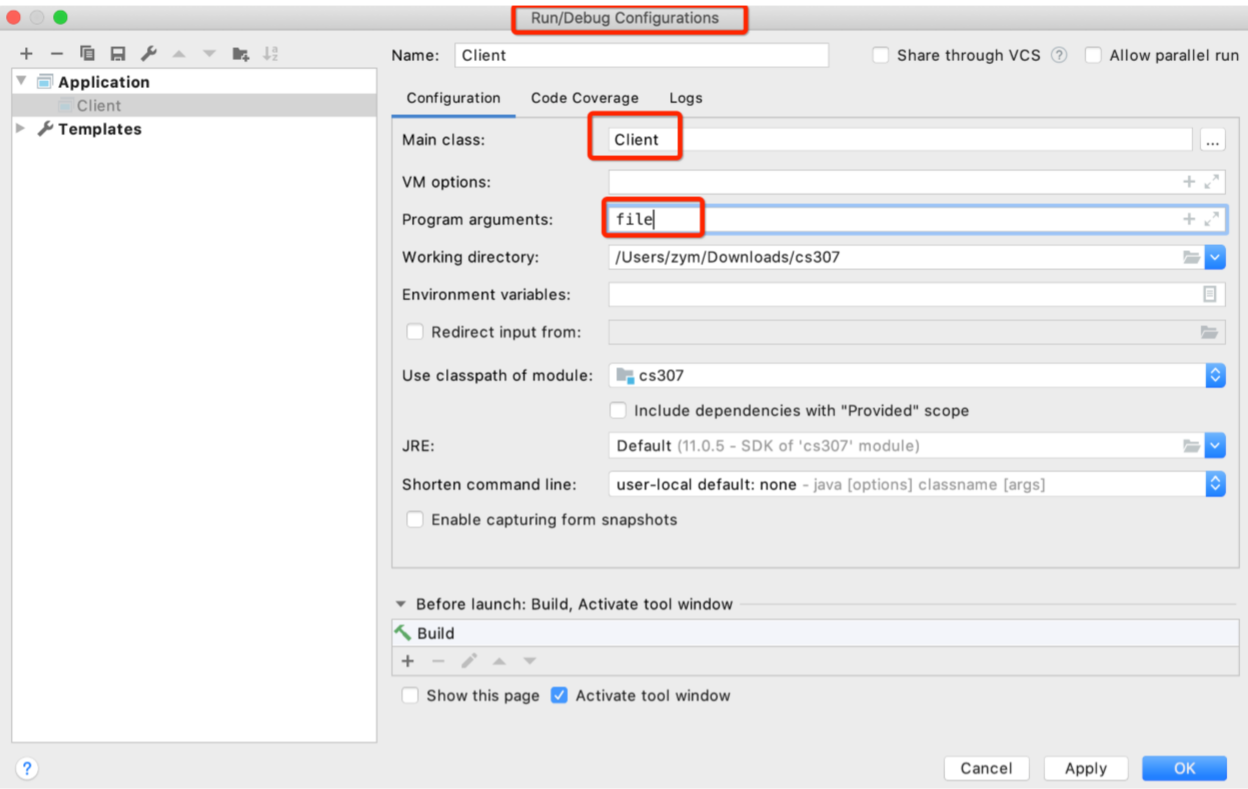 Run/Debug Configurations
Name: Client
Share through VCS ?
Allow parallel run
Application
Client
Templates
Configuration Code Coverage Logs
Main class: Client ...
VM options:
Program arguments: file
Working directory: /Users/zym/Downloads/cs307
Environment variables:
Redirect input from:
Use classpath of module: cs307
Include dependencies with "Provided" scope
JRE: Default (11.0.5 - SDK of 'cs307' module)
Shorten command line: user-local default: none - java [options] classname [args]
Enable capturing form snapshots
Before launch: Build, Activate tool window
Build
Show this page Activate tool window
? Cancel Apply OK